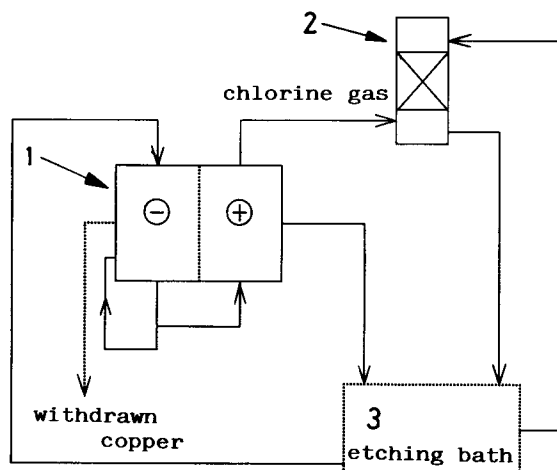 2
chlorine gas
1
⊖ ⊕
withdrawn
copper
3
etching bath